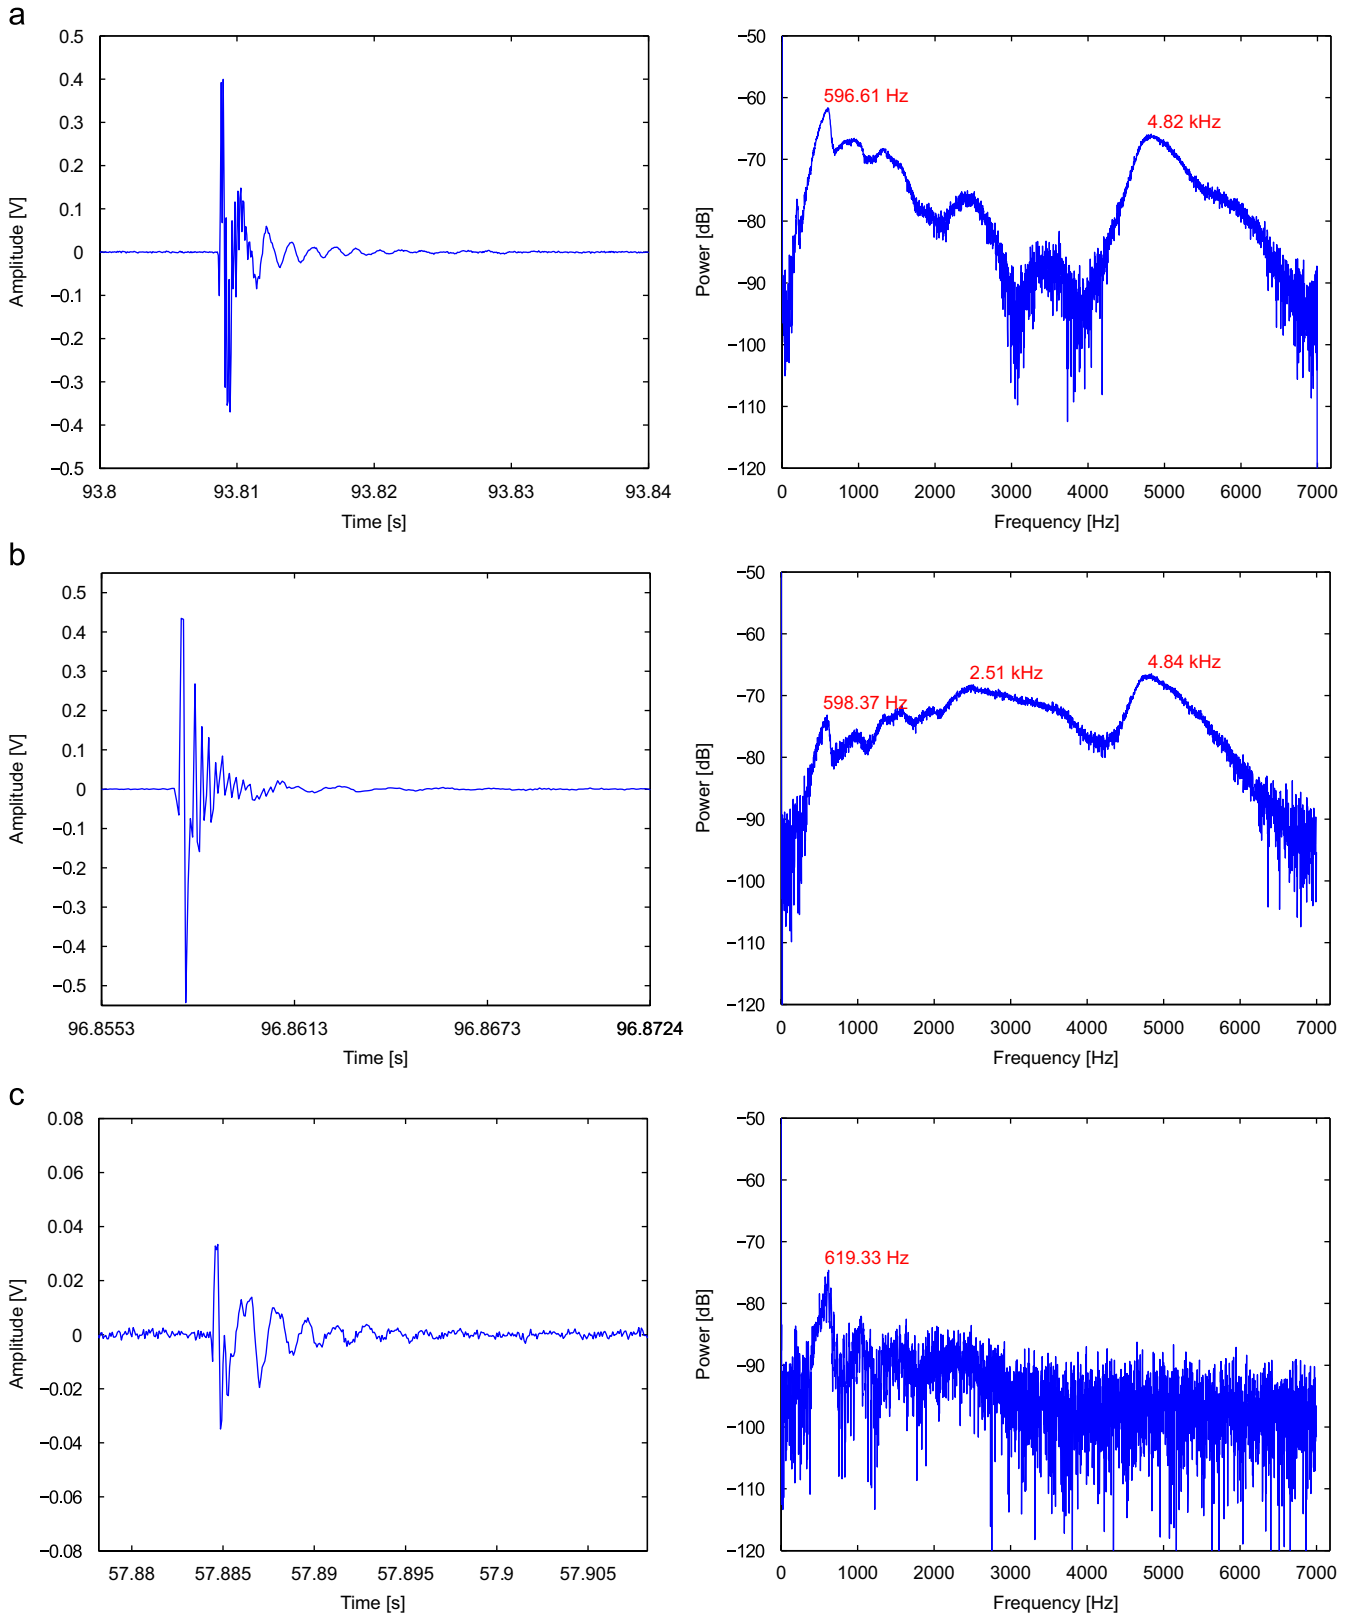 a
0.5
0.4
0.3
0.2
0.1
0
−0.1
−0.2
−0.3
−0.4
−0.5
Amplitude [V]
93.8 93.81 93.82 93.83 93.84
Time [s]
−50
−60
−70
−80
−90
−100
−110
−120
Power [dB]
596.61 Hz
4.82 kHz
0 1000 2000 3000 4000 5000 6000 7000
Frequency [Hz]
b
0.5
0.4
0.3
0.2
0.1
0
−0.1
−0.2
−0.3
−0.4
−0.5
Amplitude [V]
96.8553 96.8613 96.8673 96.8724
Time [s]
−50
−60
−70
−80
−90
−100
−110
−120
Power [dB]
598.37 Hz
2.51 kHz
4.84 kHz
0 1000 2000 3000 4000 5000 6000 7000
Frequency [Hz]
c
0.08
0.06
0.04
0.02
0
−0.02
−0.04
−0.06
−0.08
Amplitude [V]
57.88 57.885 57.89 57.895 57.9 57.905
Time [s]
−50
−60
−70
−80
−90
−100
−110
−120
Power [dB]
619.33 Hz
0 1000 2000 3000 4000 5000 6000 7000
Frequency [Hz]